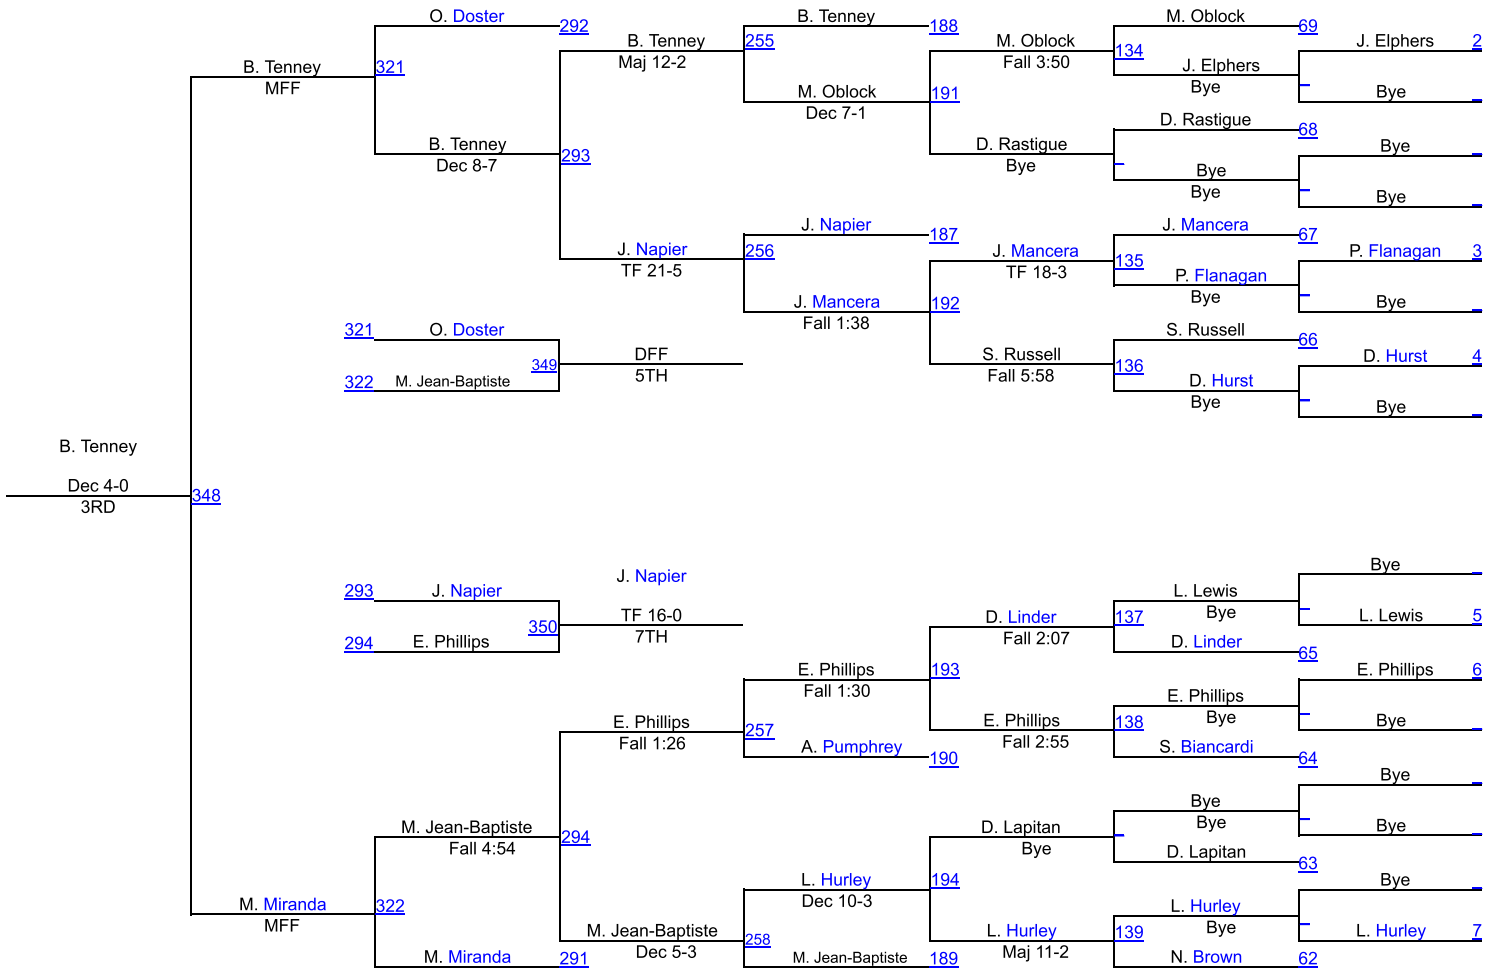 O. Doster
292
B. Tenney
188
M. Oblock
69
B. Tenney
Maj 12-2
255
M. Oblock
Fall 3:50
134
J. Elphers
2
B. Tenney
MFF
321
J. Elphers
Bye
M. Oblock
Dec 7-1
191
Bye
D. Rastigue
68
B. Tenney
Dec 8-7
293
D. Rastigue
Bye
Bye
Bye
Bye
Bye
J. Napier
187
J. Mancera
67
J. Napier
TF 21-5
256
J. Mancera
TF 18-3
135
P. Flanagan
3
P. Flanagan
Bye
J. Mancera
Fall 1:38
192
Bye
321
O. Doster
S. Russell
66
349
DFF
5TH
S. Russell
Fall 5:58
136
D. Hurst
4
322
M. Jean-Baptiste
D. Hurst
Bye
Bye
B. Tenney
Dec 4-0
3RD
348
Bye
293
J. Napier
J. Napier
L. Lewis
Bye
350
TF 16-0
7TH
D. Linder
Fall 2:07
137
L. Lewis
5
294
E. Phillips
D. Linder
65
E. Phillips
Fall 1:30
193
E. Phillips
6
E. Phillips
Bye
E. Phillips
Fall 1:26
257
E. Phillips
Fall 2:55
138
Bye
A. Pumphrey
190
S. Biancardi
64
Bye
Bye
Bye
M. Jean-Baptiste
Fall 4:54
294
D. Lapitan
Bye
Bye
D. Lapitan
63
L. Hurley
Dec 10-3
194
Bye
M. Miranda
MFF
322
L. Hurley
Bye
M. Jean-Baptiste
Dec 5-3
258
L. Hurley
Maj 11-2
139
L. Hurley
7
M. Miranda
291
M. Jean-Baptiste
189
N. Brown
62